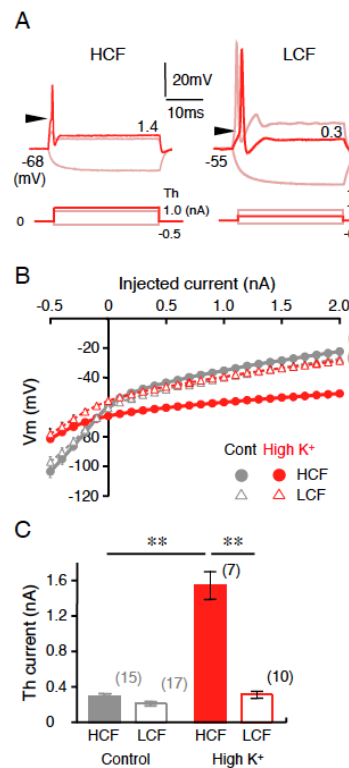 A
HCF LCF
20mV
10ms
1.4 0.3
-68 -55
(mV)
Th
0 1.0 (nA)
-0.5
B
Injected current (nA)
-0.5 0 0.5 1.0 1.5 2.0
-20
-40
-60
-80
-100
-120
Vm (mV)
Cont High K+
HCF
LCF
C
** **
(7)
1.6
1.2
0.8
0.4
0
Th current (nA)
(15) (17) (10)
HCF LCF HCF LCF
Control High K+